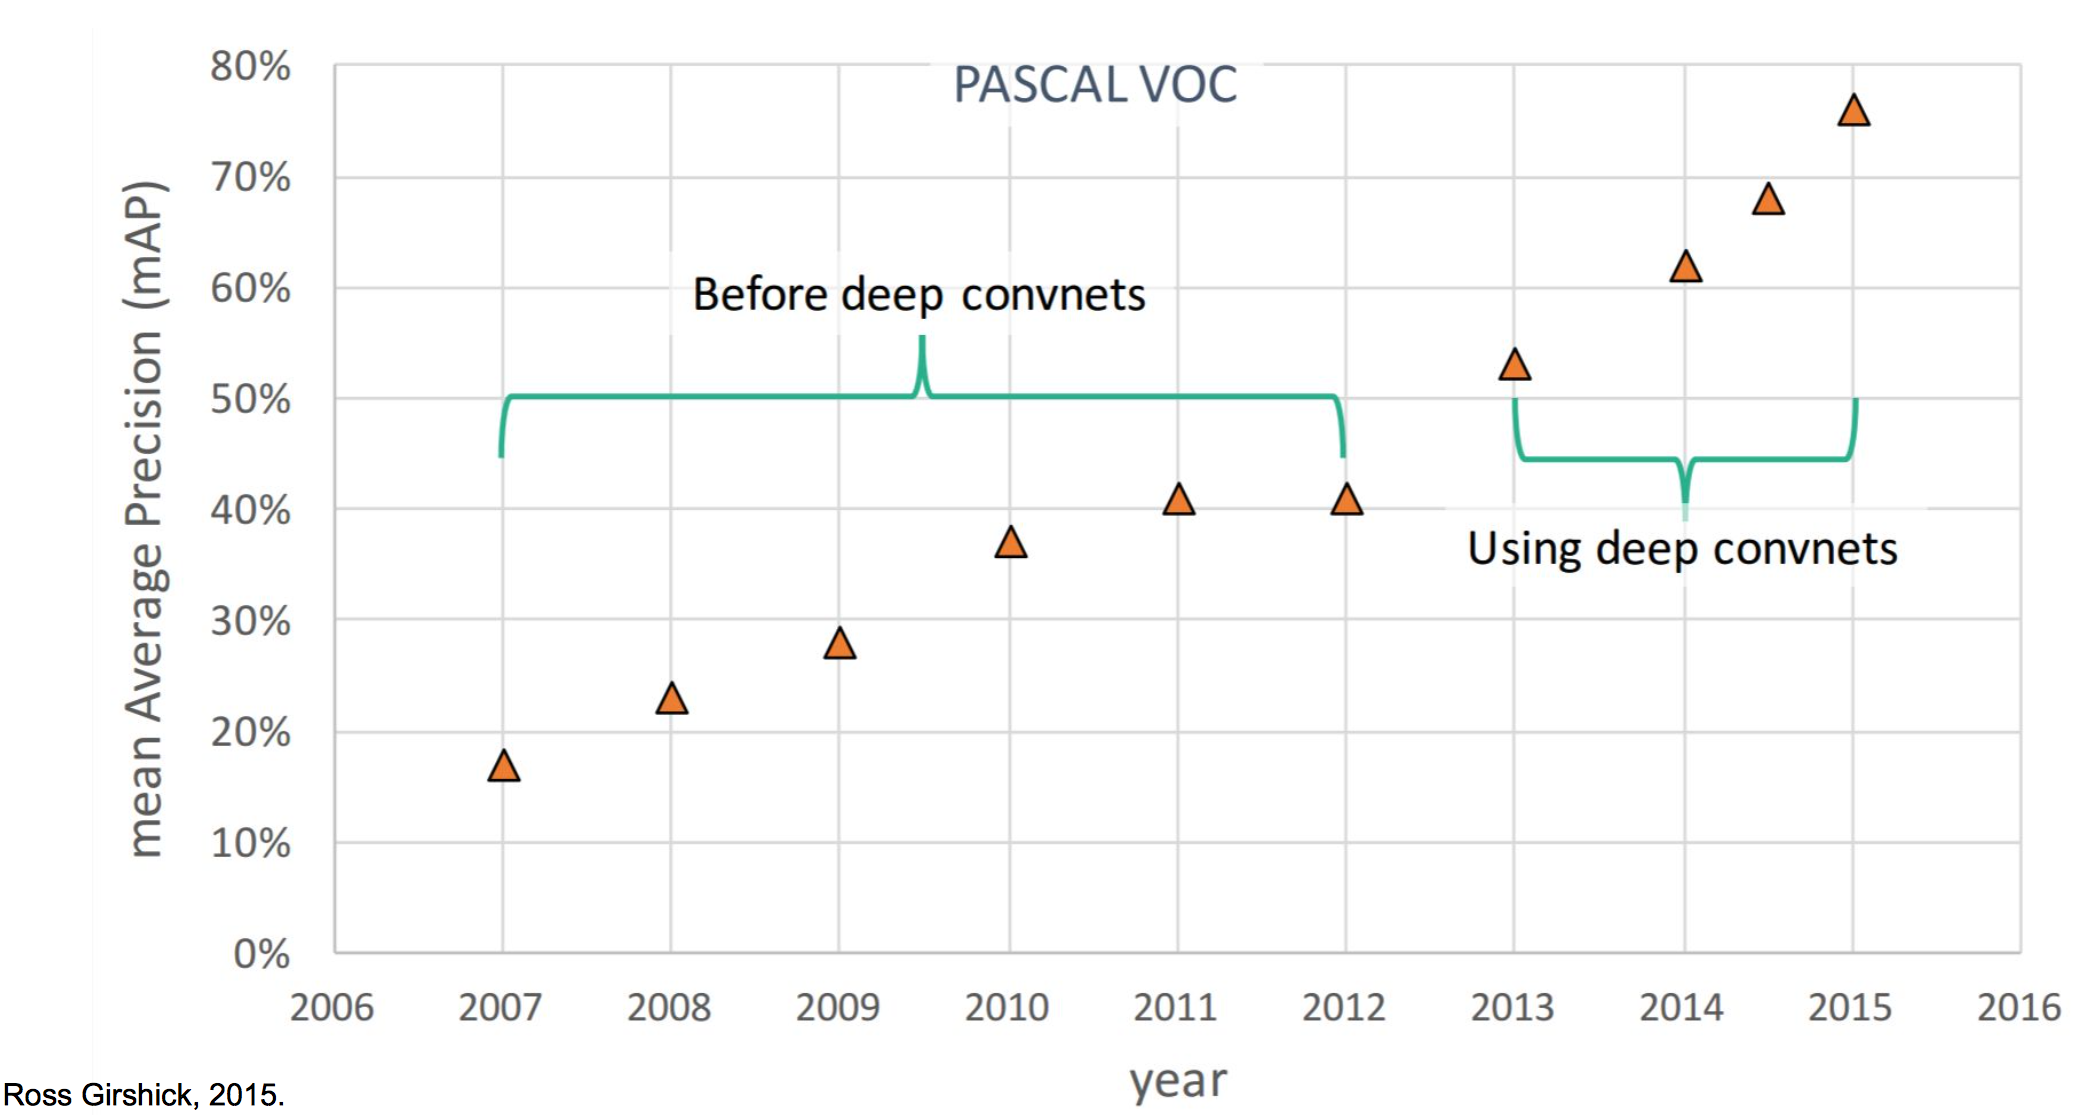 PASCAL VOC
mean Average Precision (mAP)
80%
70%
60%
50%
40%
30%
20%
10%
0%
Before deep convnets
Using deep convnets
2006 2007 2008 2009 2010 2011 2012 2013 2014 2015 2016
year
Ross Girshick, 2015.